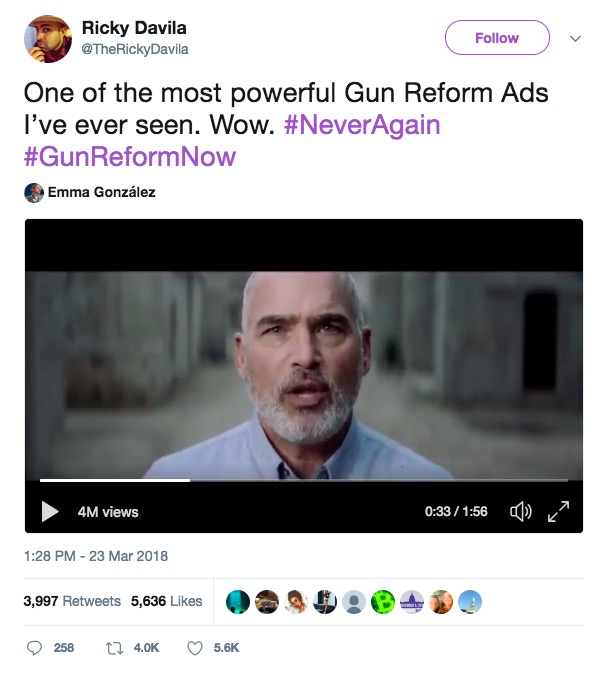 Ricky Davila
@TheRickyDavila
Follow
One of the most powerful Gun Reform Ads
I've ever seen. Wow. #NeverAgain
#GunReformNow
Emma González
4M views
0:33 / 1:56
1:28 PM - 23 Mar 2018
3,997 Retweets 5,636 Likes
258 4.0K 5.6K